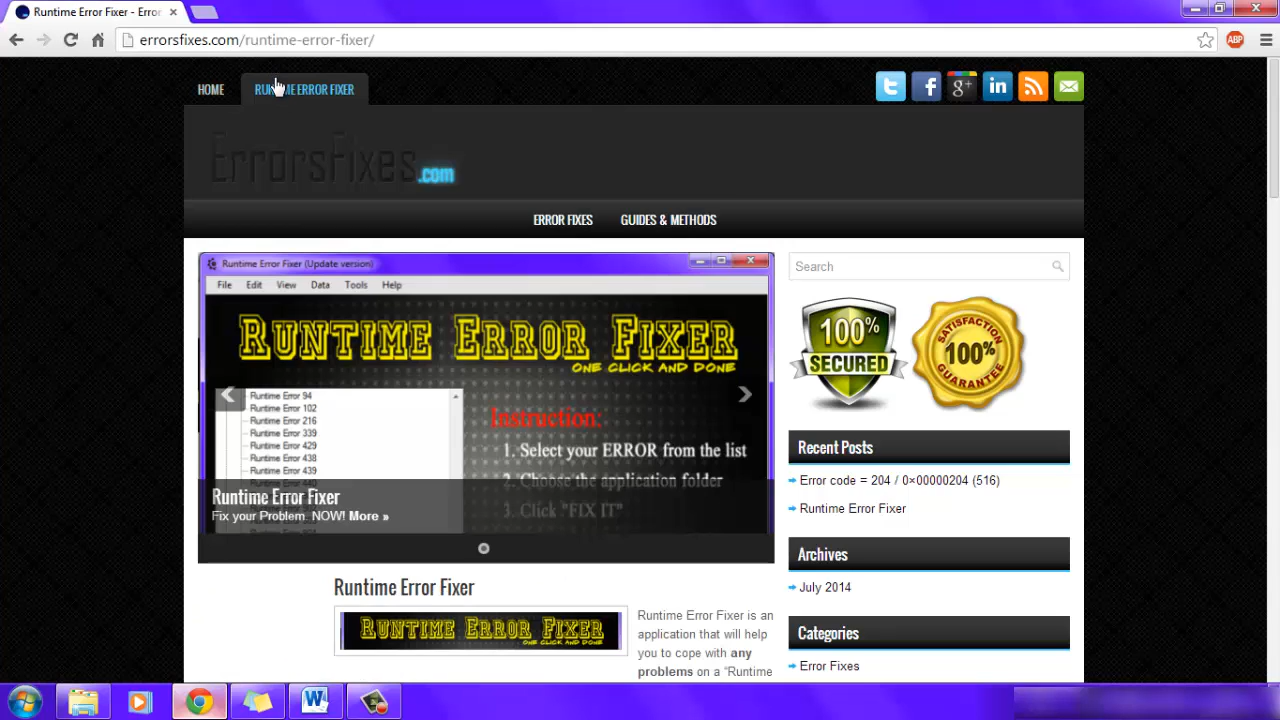 Runtime Error Fixer - Error
errorsfixes.com/runtime-error-fixer/
ABP
HOME
RUNTIME ERROR FIXER
ErrorsFixes.com
ERROR FIXES
GUIDES & METHODS
Runtime Error Fixer (Update version)
File Edit View Data Tools Help
RUNTIME ERROR FIXER
ONE CLICK AND DONE
Runtime Error 94
Runtime Error 102
Runtime Error 216
Runtime Error 339
Runtime Error 429
Runtime Error 438
Runtime Error 439
Instruction:
1. Select your ERROR from the list
2. Choose the application folder
3. Click "FIX IT"
Runtime Error Fixer
Fix your Problem, NOW! More »
Runtime Error Fixer
RUNTIME ERROR FIXER
ONE CLICK AND DONE
Runtime Error Fixer is an
application that will help
you to cope with any
problems on a “Runtime
Search
100%
SECURED
SATISFACTION
100%
GUARANTEE
Recent Posts
Error code = 204 / 0×00000204 (516)
Runtime Error Fixer
Archives
July 2014
Categories
Error Fixes